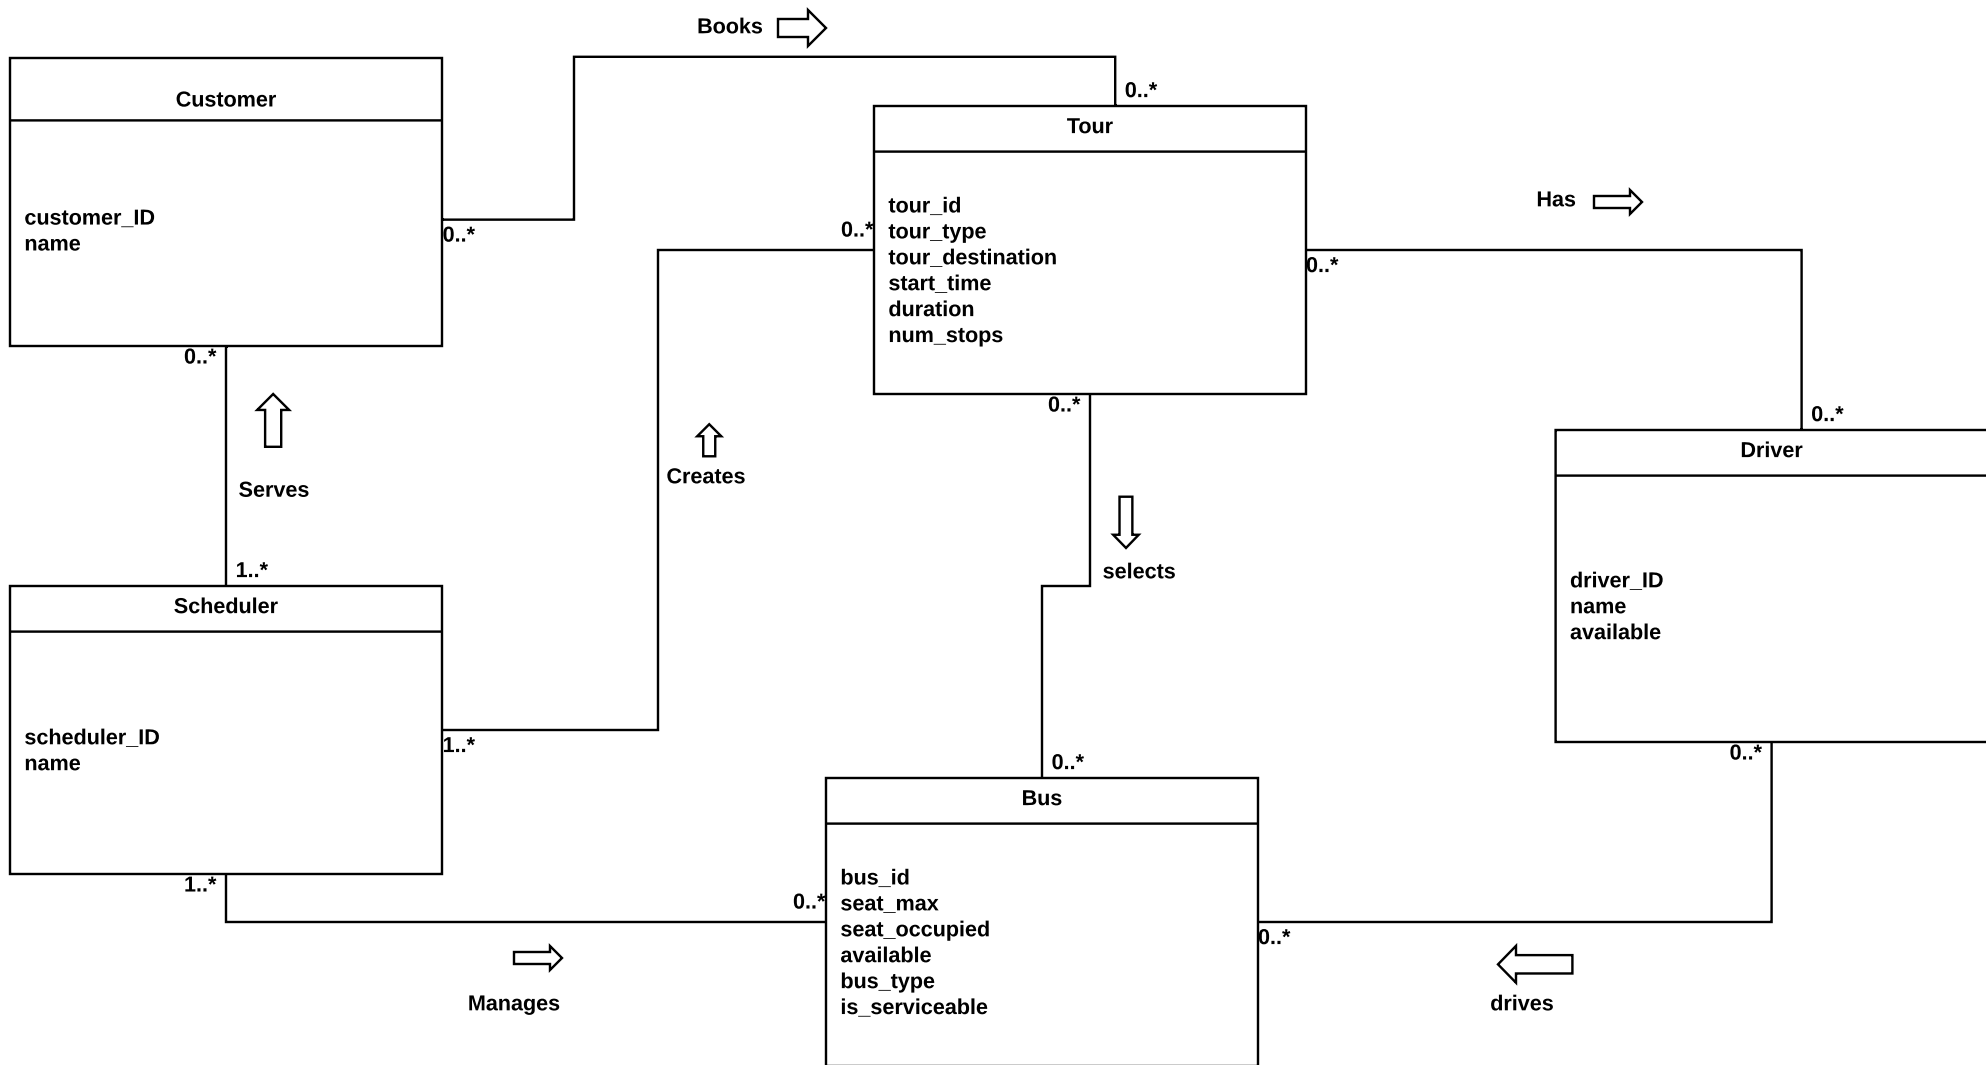 Books
Customer
customer_ID
name
0..*
0..*
0..*
Tour
tour_id
tour_type
tour_destination
start_time
duration
num_stops
0..*
0..*
0..*
Has
0..*
Driver
driver_ID
name
available
0..*
Serves
1..*
Creates
selects
Scheduler
scheduler_ID
name
1..*
1..*
0..*
Bus
bus_id
seat_max
seat_occupied
available
bus_type
is_serviceable
0..*
0..*
Manages
drives